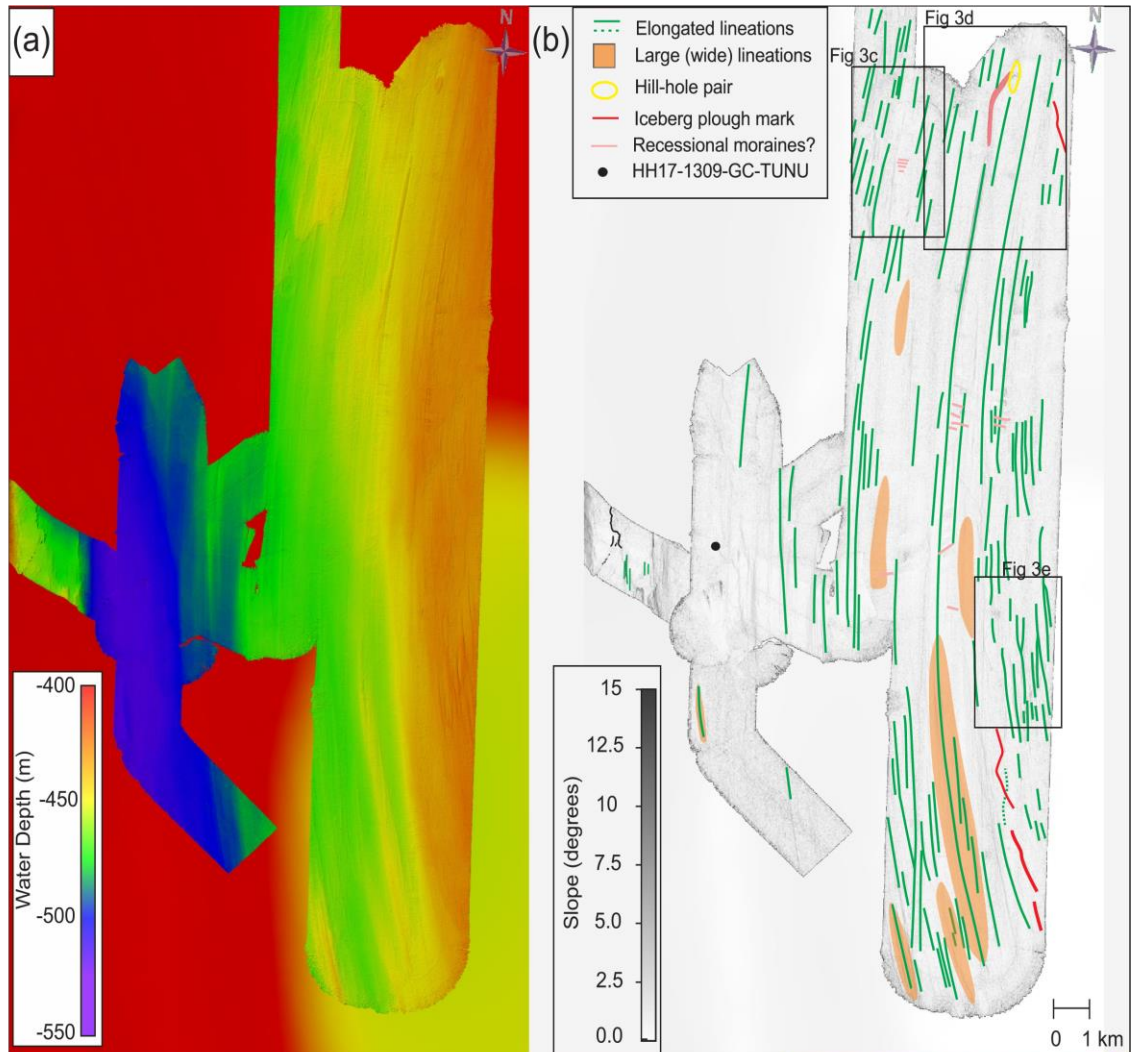 (a)
N
Water Depth (m)
-400
-450
-500
-550
(b)
Elongated lineations
Large (wide) lineations
Hill-hole pair
Iceberg plough mark
Recessional moraines?
HH17-1309-GC-TUNU
Fig 3c
Fig 3d
N
Fig 3e
Slope (degrees)
15
12.5
10
7.5
5.0
2.5
0.0
0 1 km